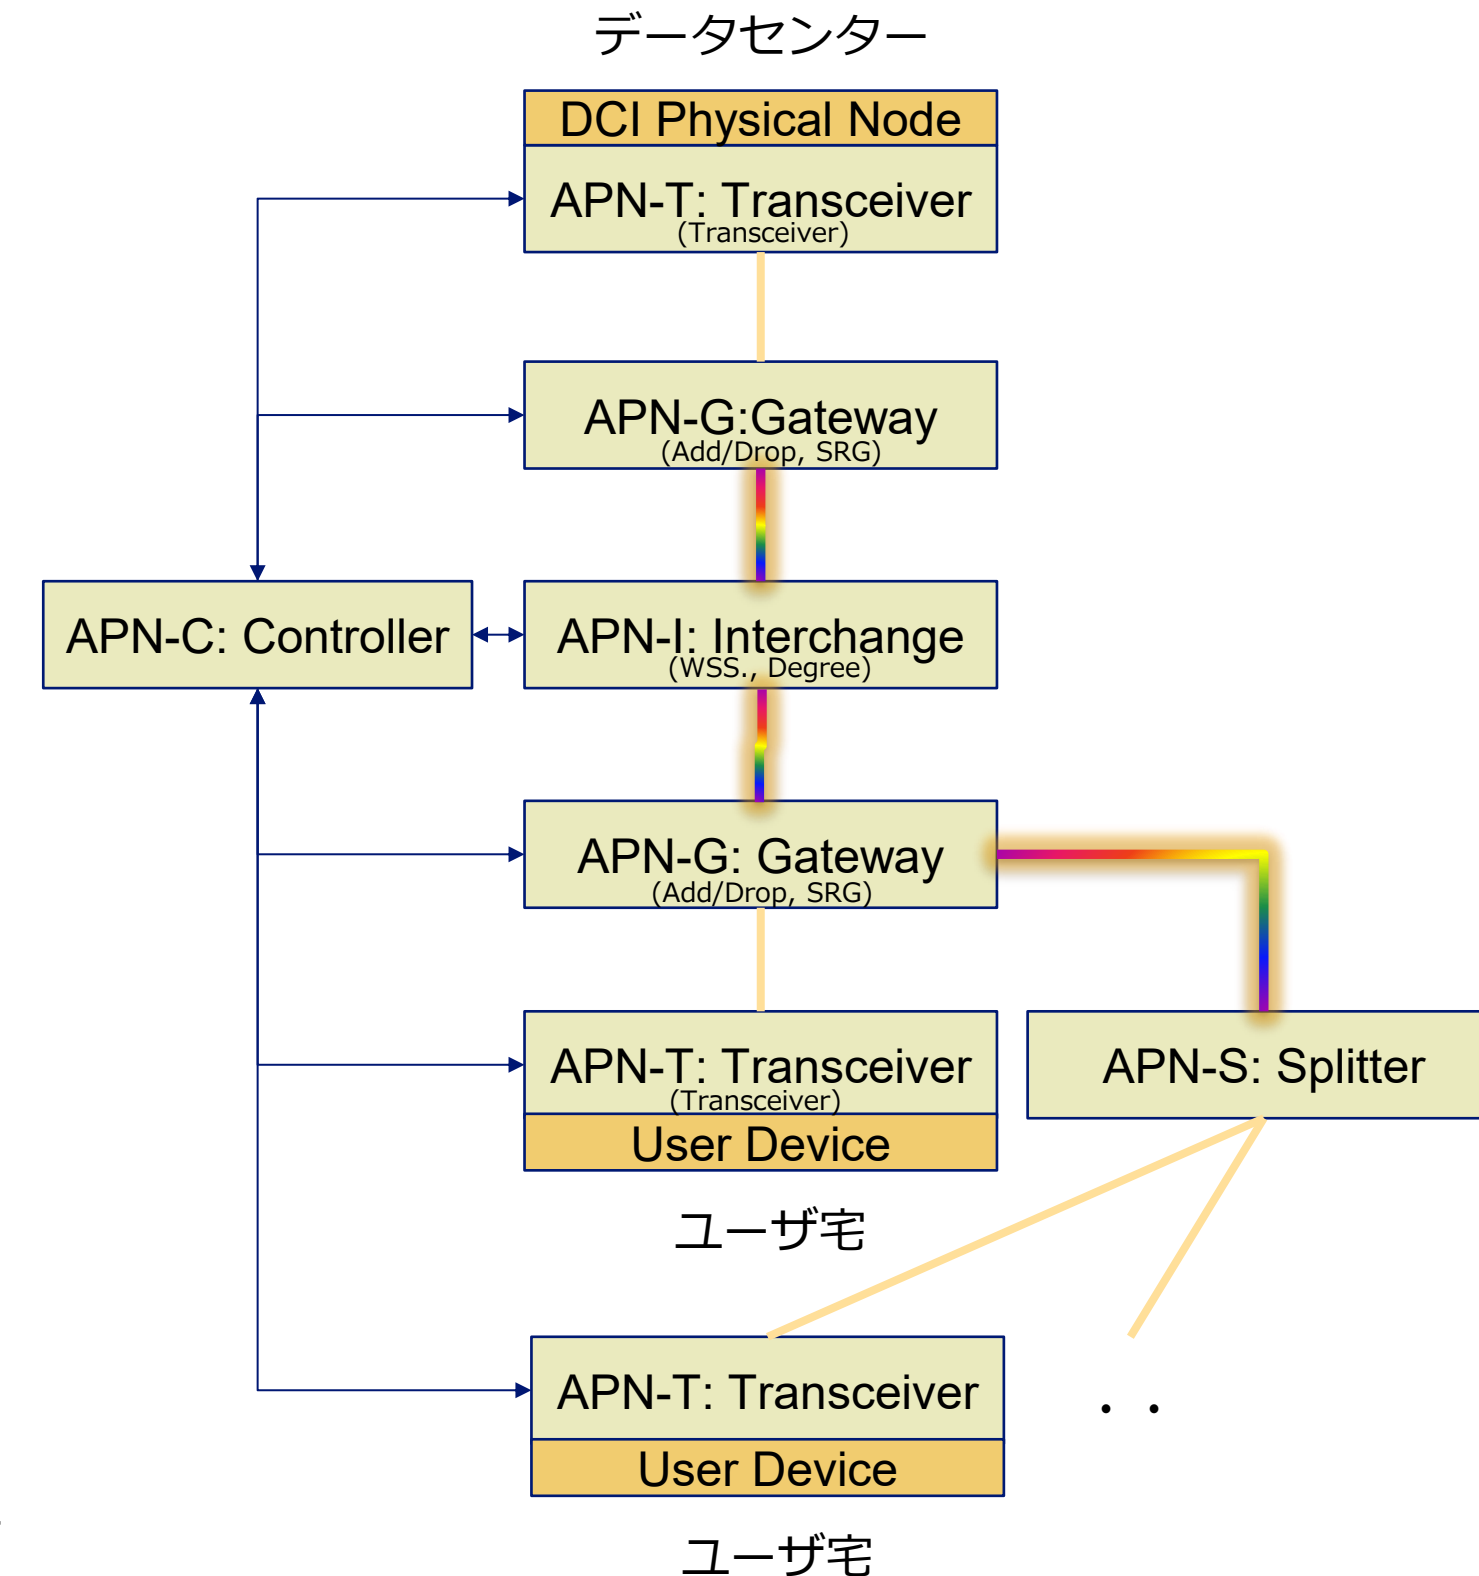 データセンター
DCI Physical Node
APN-T: Transceiver
(Transceiver)
APN-G:Gateway
(Add/Drop, SRG)
APN-C: Controller
APN-I: Interchange
(WSS., Degree)
APN-G: Gateway
(Add/Drop, SRG)
APN-T: Transceiver
(Transceiver)
User Device
APN-S: Splitter
ユーザ宅
APN-T: Transceiver
User Device
・・
ユーザ宅